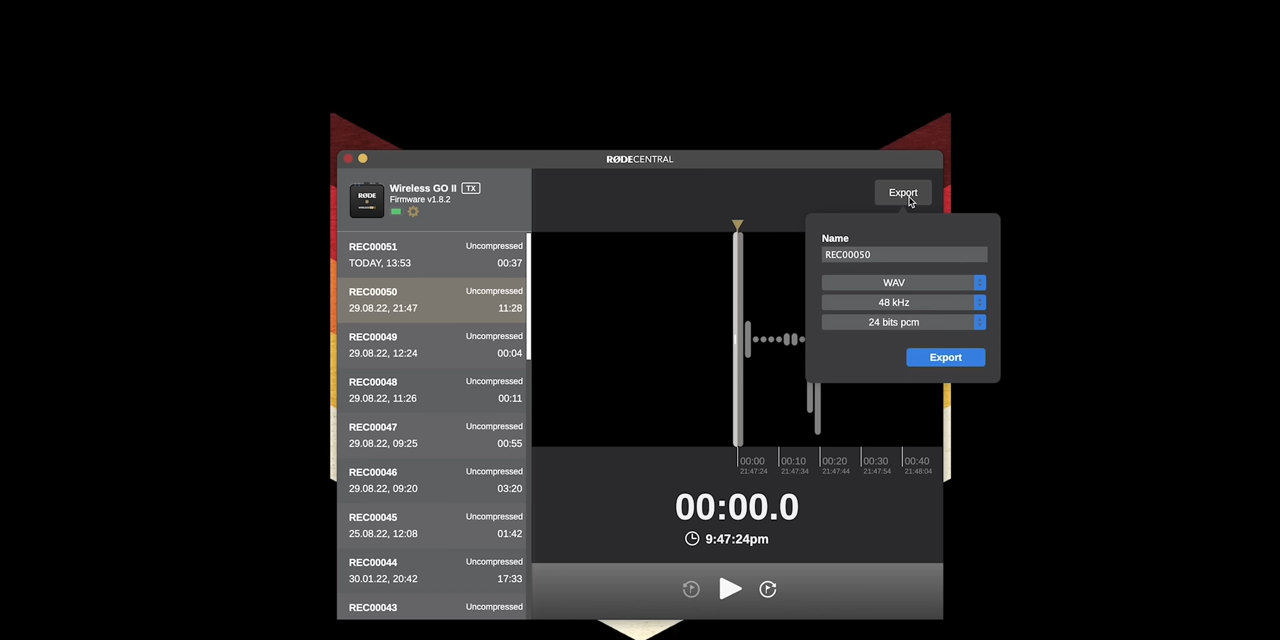 RØDECENTRAL
RØDE
Wireless GO II TX
Firmware v1.8.2
Export
REC00051 Uncompressed
TODAY, 13:53 00:37
REC00050 Uncompressed
29.08.22, 21:47 11:28
REC00049 Uncompressed
29.08.22, 12:24 00:04
REC00048 Uncompressed
29.08.22, 11:26 00:11
REC00047 Uncompressed
29.08.22, 09:25 00:55
REC00046 Uncompressed
29.08.22, 09:20 03:20
REC00045 Uncompressed
25.08.22, 12:08 01:42
REC00044 Uncompressed
30.01.22, 20:42 17:33
REC00043 Uncompressed
Name
REC00050
WAV
48 kHz
24 bits pcm
Export
00:00 00:10 00:20 00:30 00:40
21:47:24 21:47:34 21:47:44 21:47:54 21:48:04
00:00.0
9:47:24pm